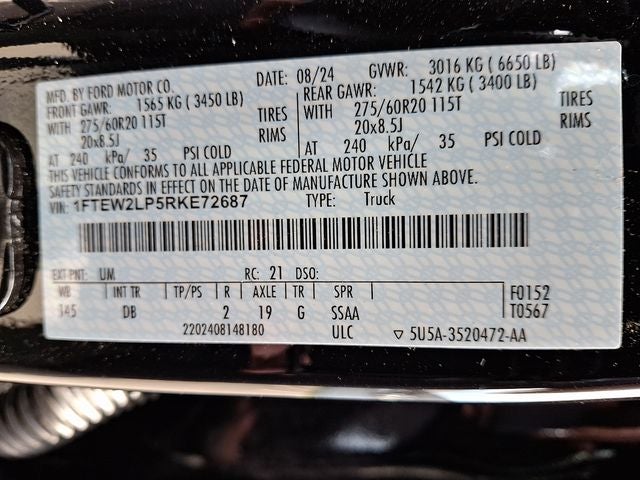 MFD. BY FORD MOTOR CO. DATE: 08/24 GVWR: 3016 KG ( 6650 LB)
FRONT GAWR: 1565 KG ( 3450 LB) REAR GAWR: 1542 KG ( 3400 LB)
WITH 275/60R20 115T TIRES WITH 275/60R20 115T TIRES
20x8.5J RIMS 20x8.5J RIMS
AT 240 kPa/ 35 PSI COLD AT 240 kPa/ 35 PSI COLD
THIS VEHICLE CONFORMS TO ALL APPLICABLE FEDERAL MOTOR VEHICLE
SAFETY STANDARDS IN EFFECT ON THE DATE OF MANUFACTURE SHOWN ABOVE.
VIN: 1FTEW2LP5RKE72687 TYPE: Truck
EXT PNT: UM RC: 21 DSO:
WB INT TR TP/PS R AXLE TR SPR F0152
145 DB 2 19 G SSAA T0567
2202408148180 ULC ▽ 5U5A-3520472-AA